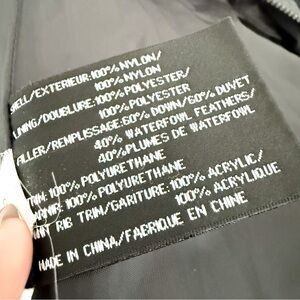 SHELL/EXTERIEUR:100% NYLON/
100% NYLON
LINING/DOUBLURE:100% POLYESTER/
100% POLYESTER
FILLER/REMPLISSAGE:60% DOWN/60% DUVET
40% WATERFOWL FEATHERS/
40%PLUMES DE WATERFOWL
TRIM: 100% POLYURETHANE
100% POLYURETHANE
RIB TRIM/GARITURE: 100% ACRYLIC/
100% ACRYLIQUE
MADE IN CHINA/FABRIQUE EN CHINE